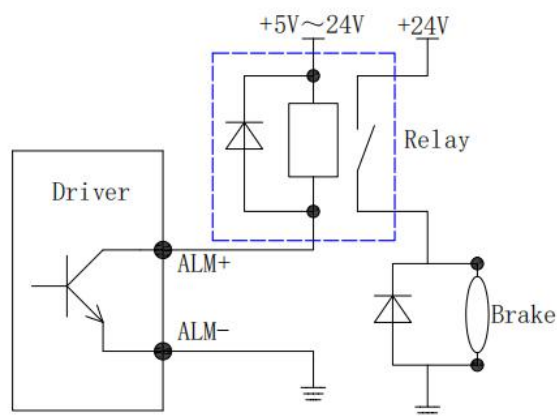 +5V～24V
+24V
Relay
Driver
ALM+
ALM-
Brake